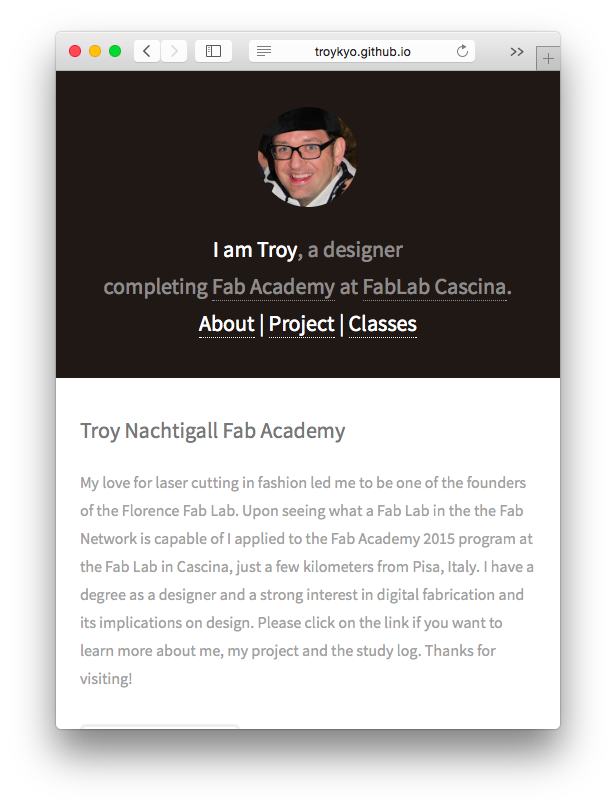 troykyo.github.io
I am Troy, a designer
completing Fab Academy at FabLab Cascina.
About | Project | Classes
Troy Nachtigall Fab Academy
My love for laser cutting in fashion led me to be one of the founders
of the Florence Fab Lab. Upon seeing what a Fab Lab in the the Fab
Network is capable of I applied to the Fab Academy 2015 program at
the Fab Lab in Cascina, just a few kilometers from Pisa, Italy. I have a
degree as a designer and a strong interest in digital fabrication and
its implications on design. Please click on the link if you want to
learn more about me, my project and the study log. Thanks for
visiting!